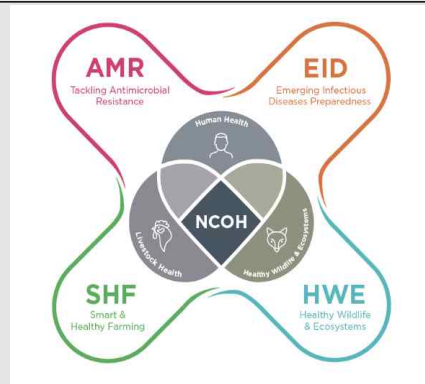 AMR
Tackling Antimicrobial
Resistance
EID
Emerging Infectious
Diseases Preparedness
Human Health
NCOH
Livestock Health
Healthy Wildlife & Ecosystems
SHF
Smart &
Healthy Farming
HWE
Healthy Wildlife
& Ecosystems